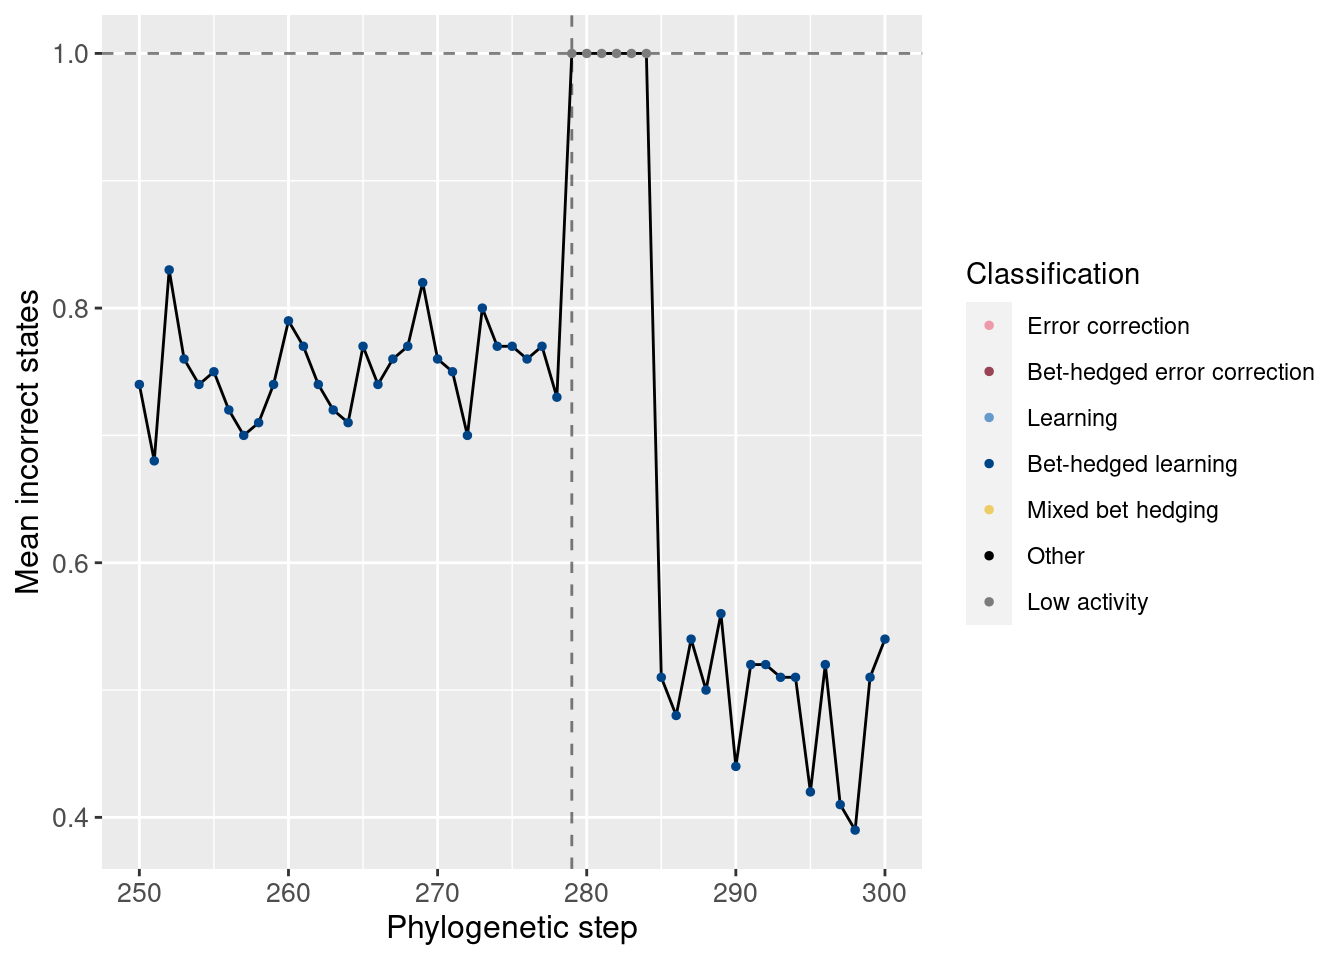 1.0
0.8
0.6
0.4
Mean incorrect states
250 260 270 280 290 300
Phylogenetic step
Classification
Error correction
Bet-hedged error correction
Learning
Bet-hedged learning
Mixed bet hedging
Other
Low activity